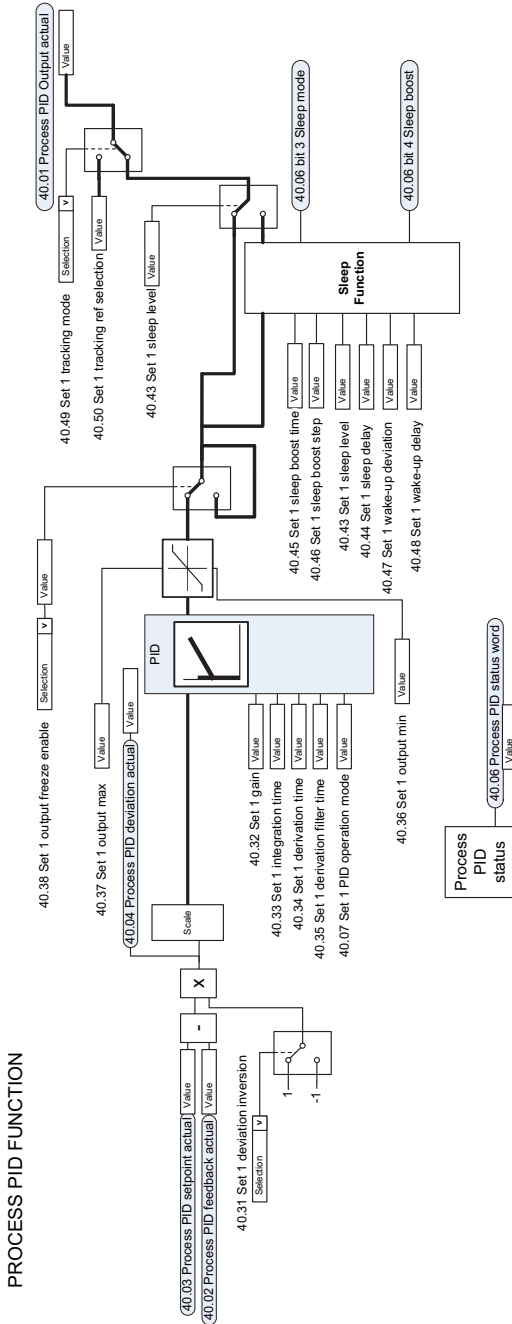 PROCESS PID FUNCTION
40.03 Process PID setpoint actual
Value
40.02 Process PID feedback actual
Value
-
X
40.31 Set 1 deviation inversion
Selection
v
1
-1
Scale
40.04 Process PID deviation actual
Value
40.38 Set 1 output freeze enable
Selection
v
Value
40.37 Set 1 output max
Value
PID
40.32 Set 1 gain
Value
40.33 Set 1 integration time
Value
40.34 Set 1 derivation time
Value
40.35 Set 1 derivation filter time
Value
40.07 Set 1 PID operation mode
Value
40.36 Set 1 output min
Value
40.49 Set 1 tracking mode
Selection
v
40.50 Set 1 tracking ref selection
Value
40.43 Set 1 sleep level
Value
40.01 Process PID Output actual
Value
40.45 Set 1 sleep boost time
Value
40.46 Set 1 sleep boost step
Value
40.43 Set 1 sleep level
Value
40.44 Set 1 sleep delay
Value
40.47 Set 1 wake-up deviation
Value
40.48 Set 1 wake-up delay
Value
Sleep
Function
40.06 bit 3 Sleep mode
40.06 bit 4 Sleep boost
Process
PID
status
40.06 Process PID status word
Value